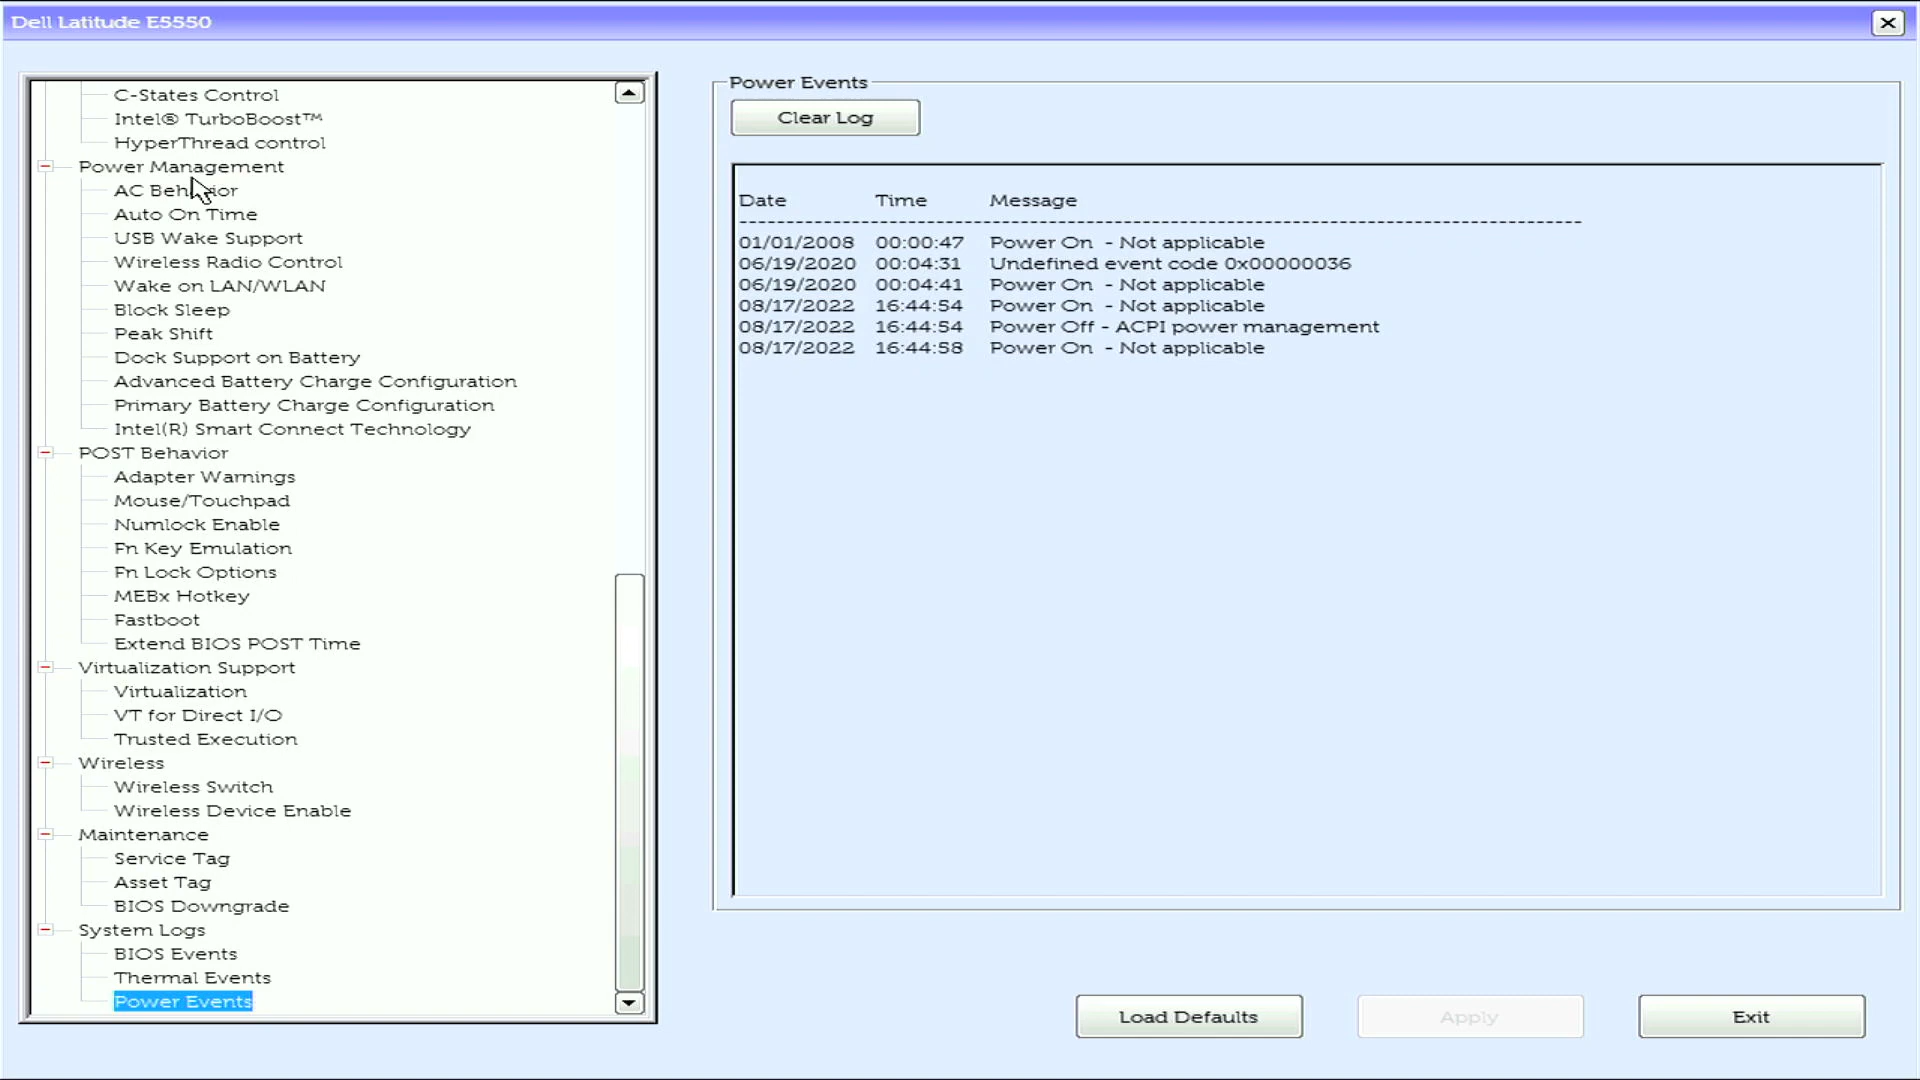 Dell Latitude E5550
C-States Control
Intel® TurboBoost™
HyperThread control
Power Management
AC Behavior
Auto On Time
USB Wake Support
Wireless Radio Control
Wake on LAN/WLAN
Block Sleep
Peak Shift
Dock Support on Battery
Advanced Battery Charge Configuration
Primary Battery Charge Configuration
Intel(R) Smart Connect Technology
POST Behavior
Adapter Warnings
Mouse/Touchpad
Numlock Enable
Fn Key Emulation
Fn Lock Options
MEBx Hotkey
Fastboot
Extend BIOS POST Time
Virtualization Support
Virtualization
VT for Direct I/O
Trusted Execution
Wireless
Wireless Switch
Wireless Device Enable
Maintenance
Service Tag
Asset Tag
BIOS Downgrade
System Logs
BIOS Events
Thermal Events
Power Events
Power Events
Clear Log
Date Time Message
01/01/2008 00:00:47 Power On - Not applicable
06/19/2020 00:04:31 Undefined event code 0x00000036
06/19/2020 00:04:41 Power On - Not applicable
08/17/2022 16:44:54 Power On - Not applicable
08/17/2022 16:44:54 Power Off - ACPI power management
08/17/2022 16:44:58 Power On - Not applicable
Load Defaults Apply Exit